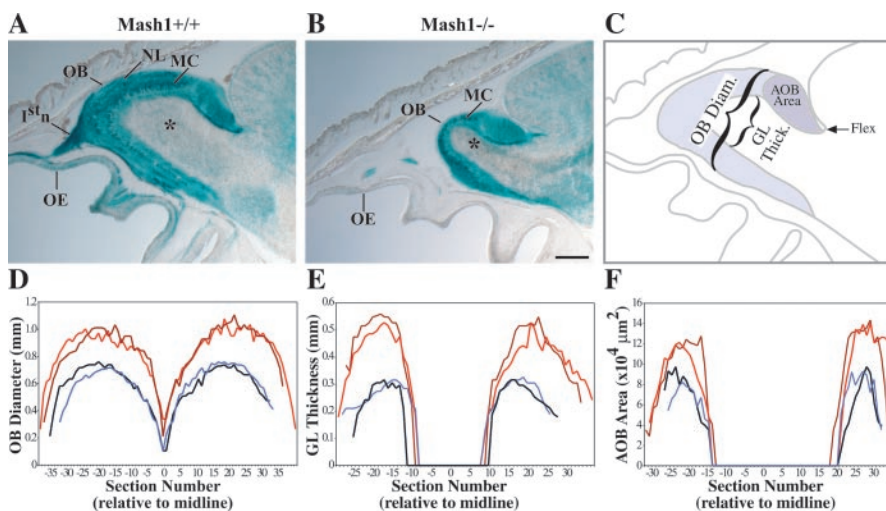 A
Mash1+/+
NL
OB
MC
Istn
*
OE
B
Mash1-/-
MC
OB
*
OE
C
OB Diam.
AOB
Area
GL
Thick.
Flex
D
OB Diameter (mm)
1.2
1.0
0.8
0.6
0.4
0.2
0
-35 -30 -25 -20 -15 -10 -5 0 5 10 15 20 25 30 35
Section Number
(relative to midline)
E
GL Thickness (mm)
0.6
0.5
0.4
0.3
0.2
0.1
0
-25 -20 -15 -10 -5 0 5 10 15 20 25 30
Section Number
(relative to midline)
F
AOB Area (x10⁴ µm²)
16
14
12
10
8
6
4
2
0
-30 -25 -20 -15 -10 -5 0 5 10 15 20 25 30
Section Number
(relative to midline)